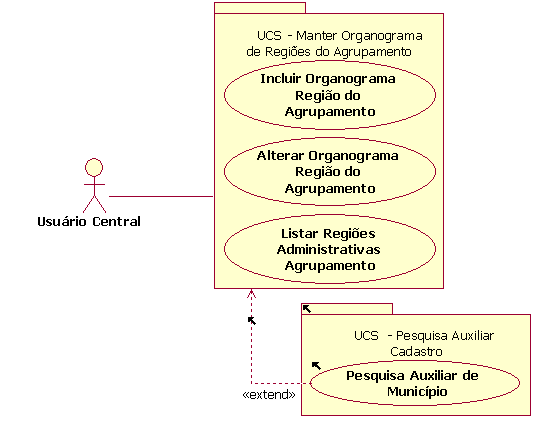 UCS - Manter Organograma
de Regiões do Agrupamento
Incluir Organograma
Região do
Agrupamento
Alterar Organograma
Região do
Agrupamento
Usuário Central
Listar Regiões
Administrativas
Agrupamento
UCS - Pesquisa Auxiliar
Cadastro
Pesquisa Auxiliar de
Município
«extend»